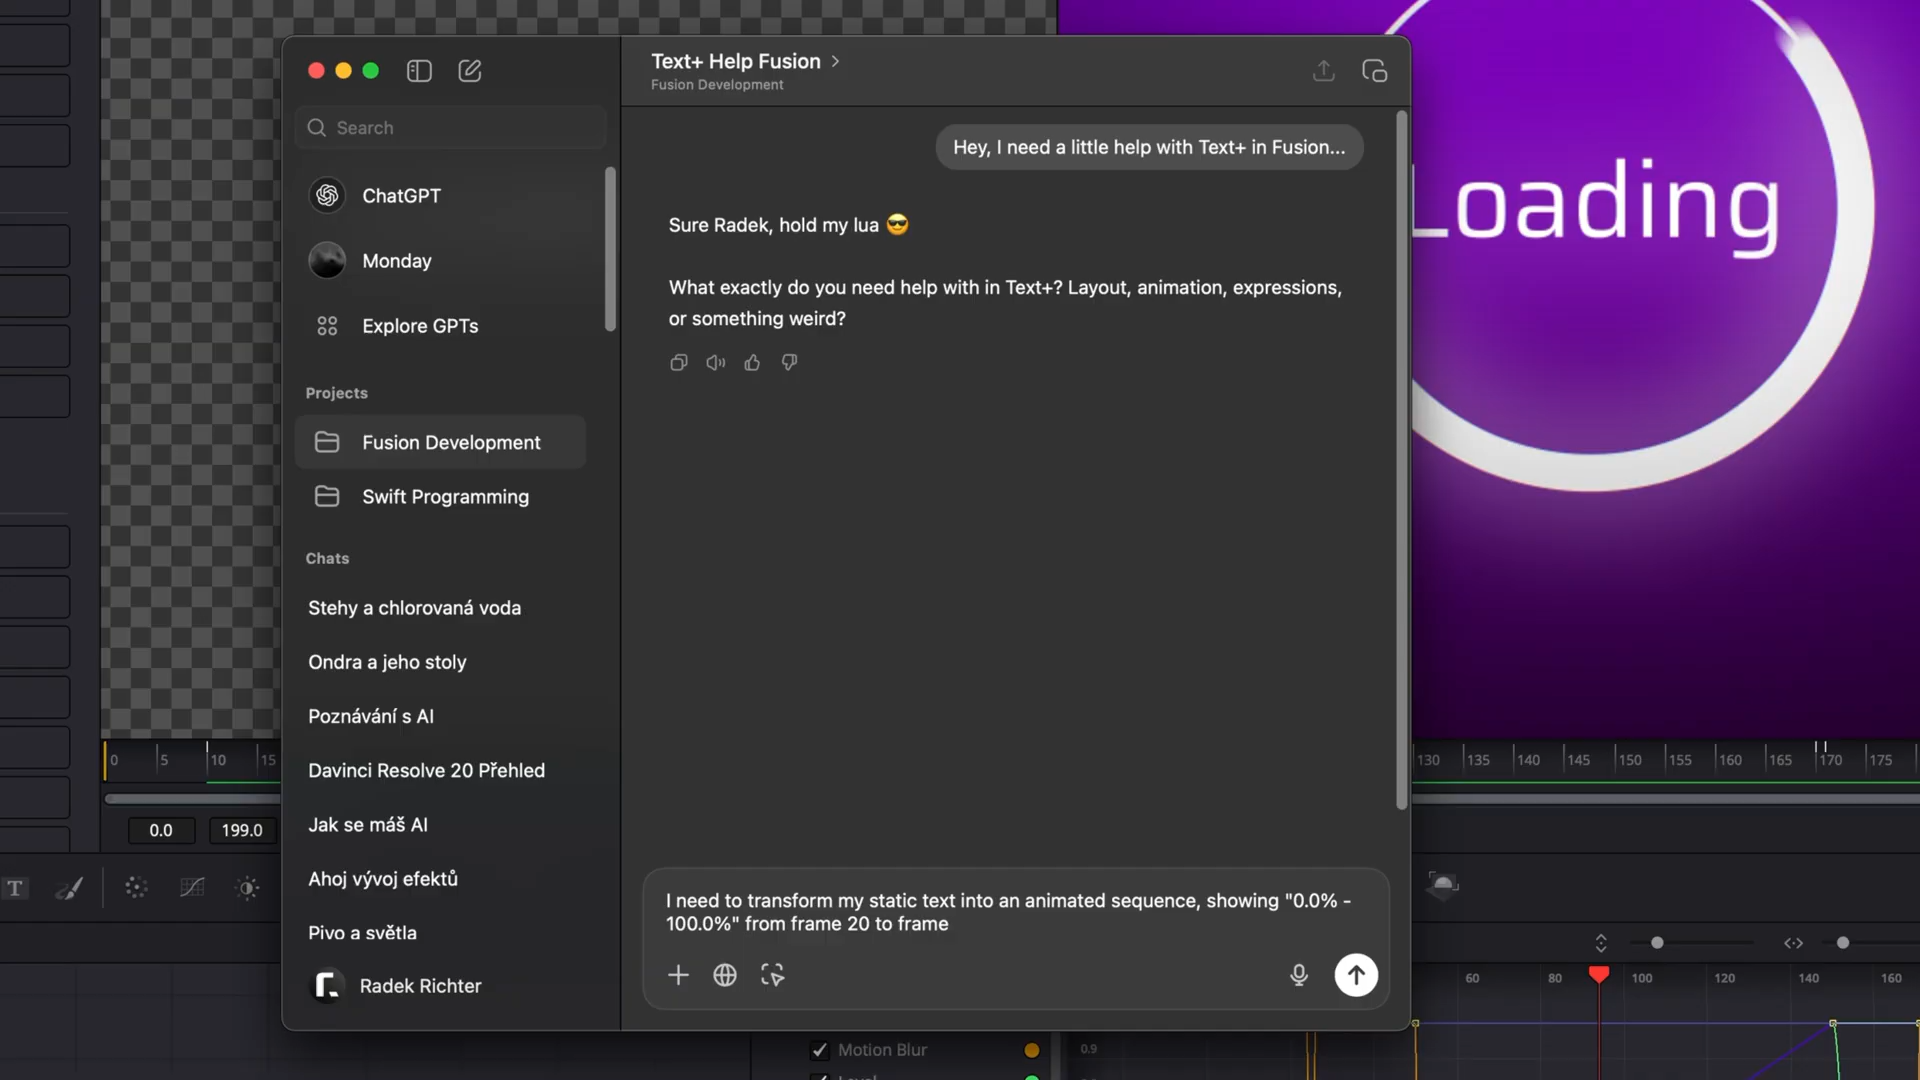 Text+ Help Fusion
Fusion Development
Search
ChatGPT
Monday
Explore GPTs
Projects
Fusion Development
Swift Programming
Chats
Stehy a chlorovaná voda
Ondra a jeho stoly
Poznávání s AI
Davinci Resolve 20 Přehled
Jak se máš AI
Ahoj vývoj efektů
Pivo a světla
Radek Richter
Hey, I need a little help with Text+ in Fusion...
Sure Radek, hold my lua 😎
What exactly do you need help with in Text+? Layout, animation, expressions,
or something weird?
I need to transform my static text into an animated sequence, showing "0.0% -
100.0%" from frame 20 to frame
Loading
0 5 10 15
130 135 140 145 150 155 160 165 170 175
0.0 199.0
T
60 80 100 120 140 160
Motion Blur
0.9